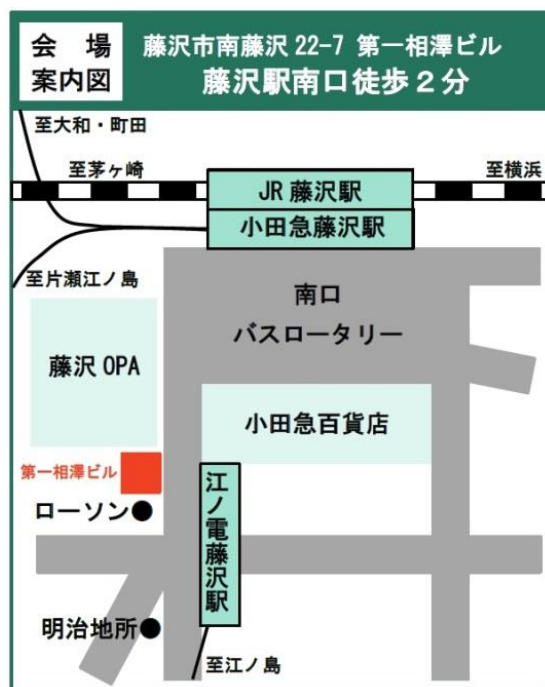 会場
案内図
藤沢市南藤沢 22-7 第一相澤ビル
藤沢駅南口徒歩２分
至大和・町田
至茅ヶ崎
至横浜
JR 藤沢駅
小田急藤沢駅
至片瀬江ノ島
南口
バスロータリー
藤沢 OPA
小田急百貨店
第一相澤ビル
ローソン
江ノ電藤沢駅
明治地所
至江ノ島